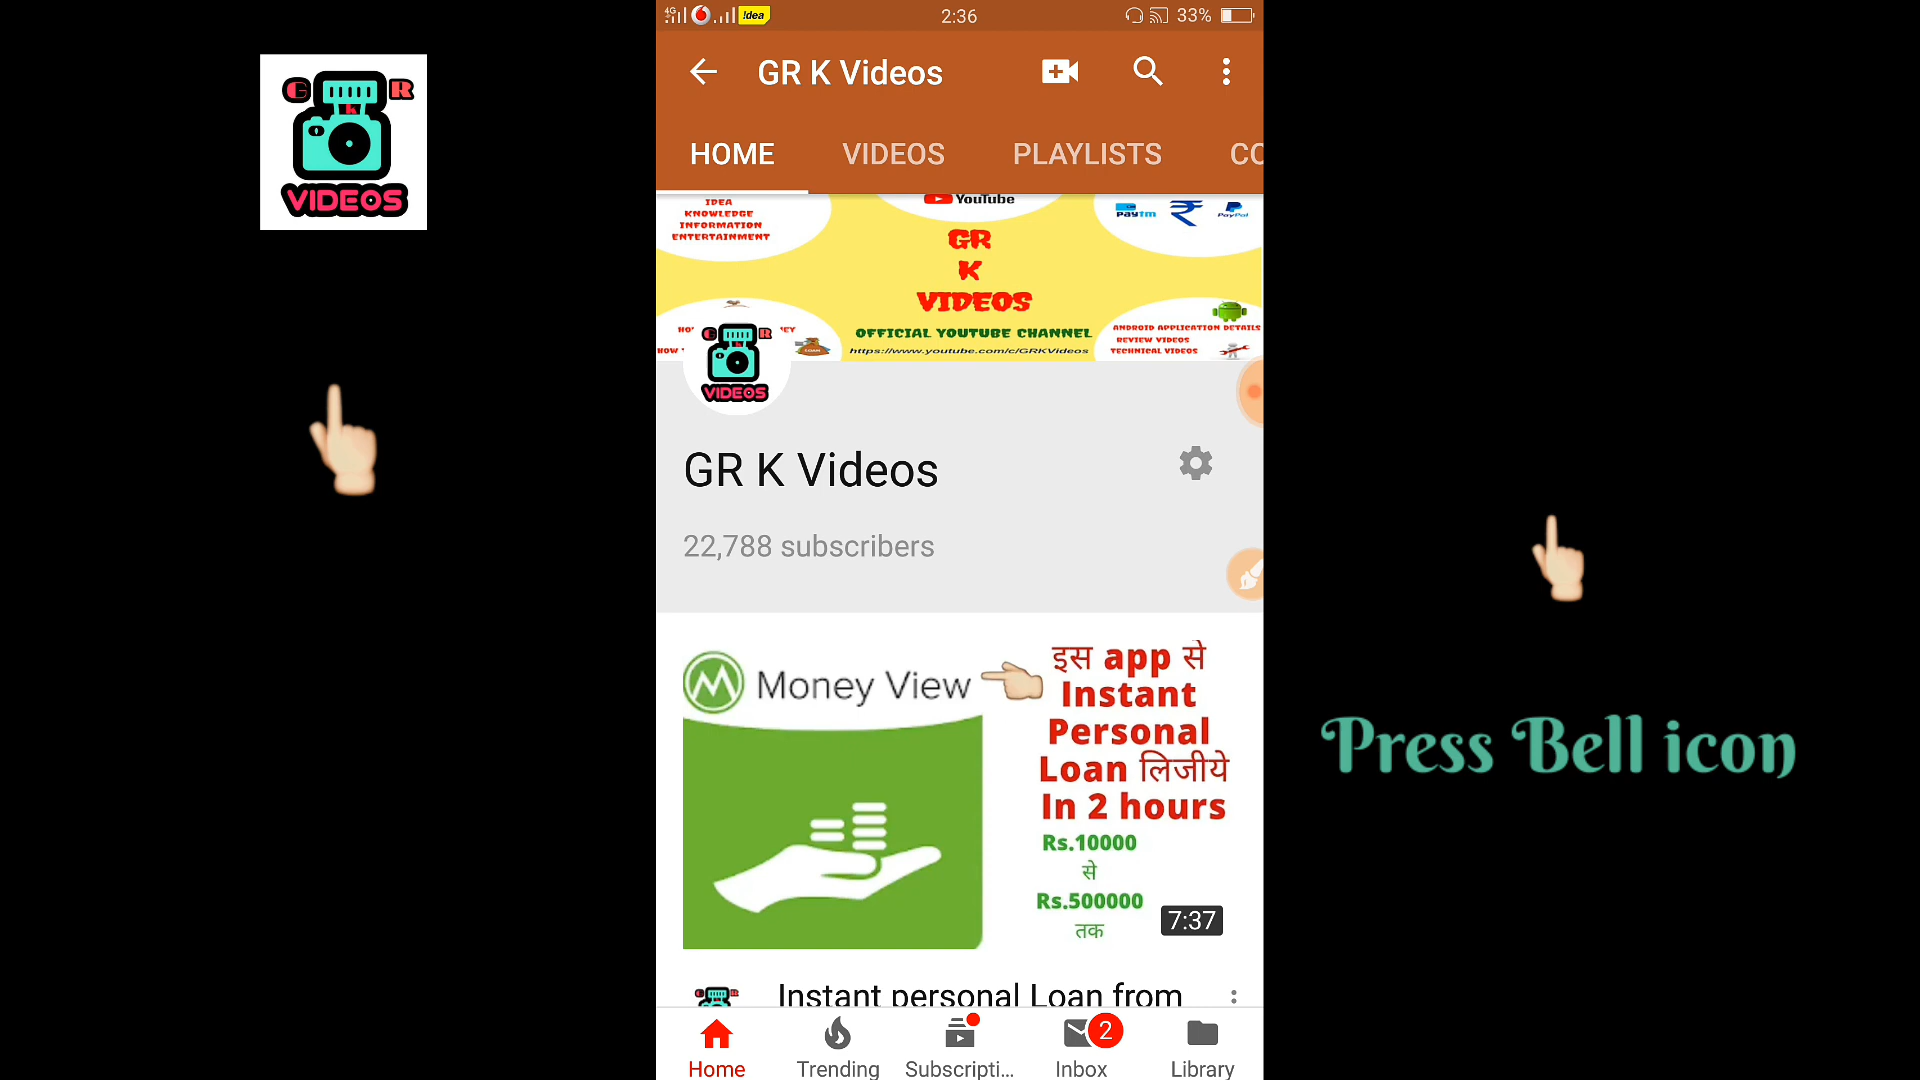 4G !dea 2:36 33%
G R
K
VIDEOS
GR K Videos
HOME VIDEOS PLAYLISTS CO
IDEA
KNOWLEDGE
INFORMATION
ENTERTAINMENT
YouTube
GR
K
VIDEOS
OFFICIAL YOUTUBE CHANNEL
https://www.youtube.com/c/GRKVideos
Paytm PayPal
ANDROID APPLICATION DETAILS
REVIEW VIDEOS
TECHNICAL VIDEOS
G R
VIDEOS
GR K Videos
22,788 subscribers
Money View
इस app से
Instant
Personal
Loan लिजीये
In 2 hours
Rs.10000
से
Rs.500000
तक
7:37
Press Bell icon
Instant personal Loan from
2
Home Trending Subscripti... Inbox Library